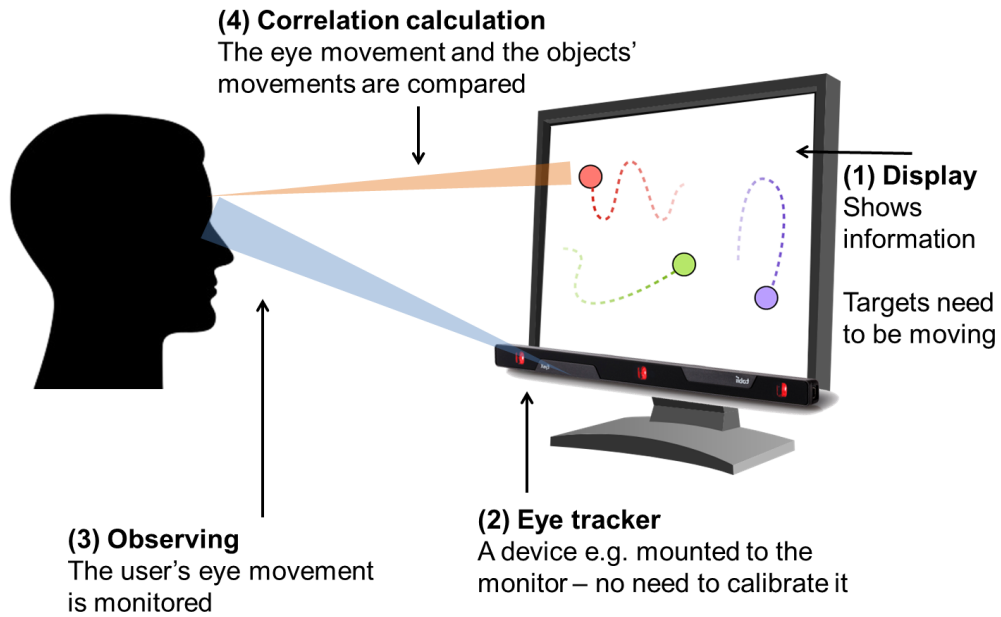 (4) Correlation calculation
The eye movement and the objects’
movements are compared
(1) Display
Shows
information
Targets need
to be moving
(2) Eye tracker
A device e.g. mounted to the
monitor – no need to calibrate it
(3) Observing
The user’s eye movement
is monitored